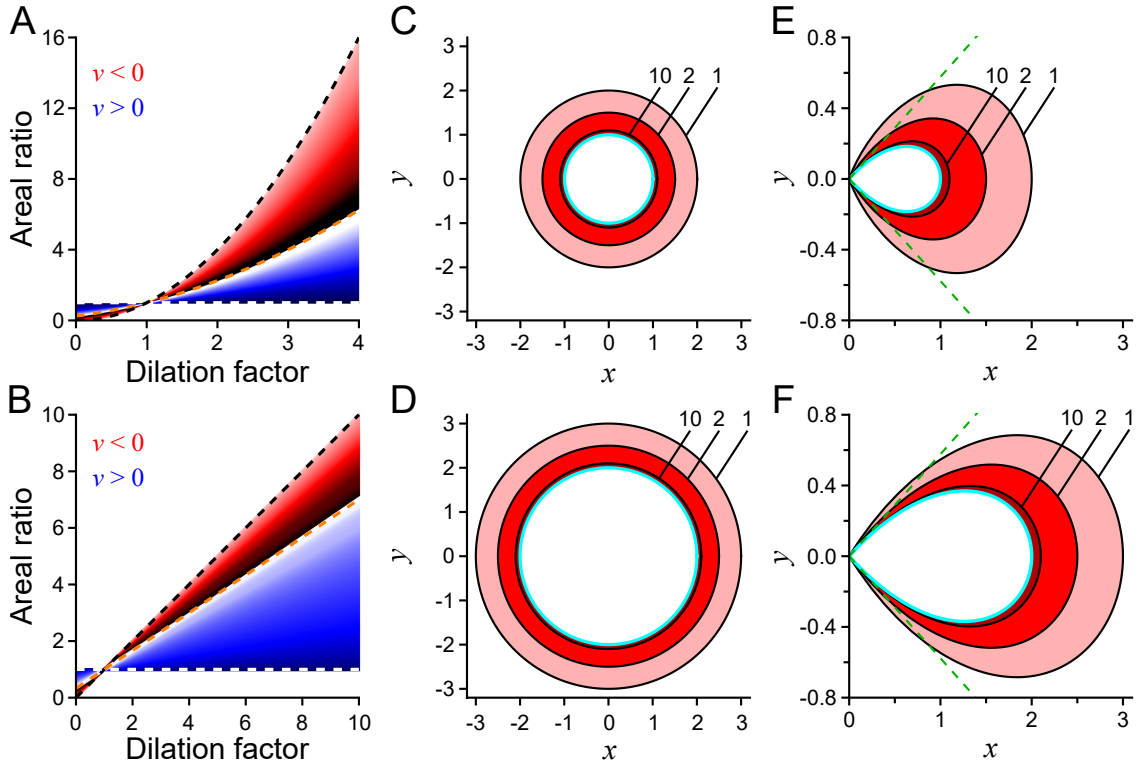 A
Areal ratio
16
12
8
4
0
v < 0
v > 0
0 1 2 3 4
Dilation factor
C
y
3
2
1
0
-1
-2
-3
10 2 1
-3 -2 -1 0 1 2 3
x
E
y
0.8
0.4
0.0
-0.4
-0.8
10 2 1
0 1 2 3
x
B
Areal ratio
10
8
6
4
2
0
v < 0
v > 0
0 2 4 6 8 10
Dilation factor
D
y
3
2
1
0
-1
-2
-3
10 2 1
-3 -2 -1 0 1 2 3
x
F
y
0.8
0.4
0.0
-0.4
-0.8
10 2 1
0 1 2 3
x